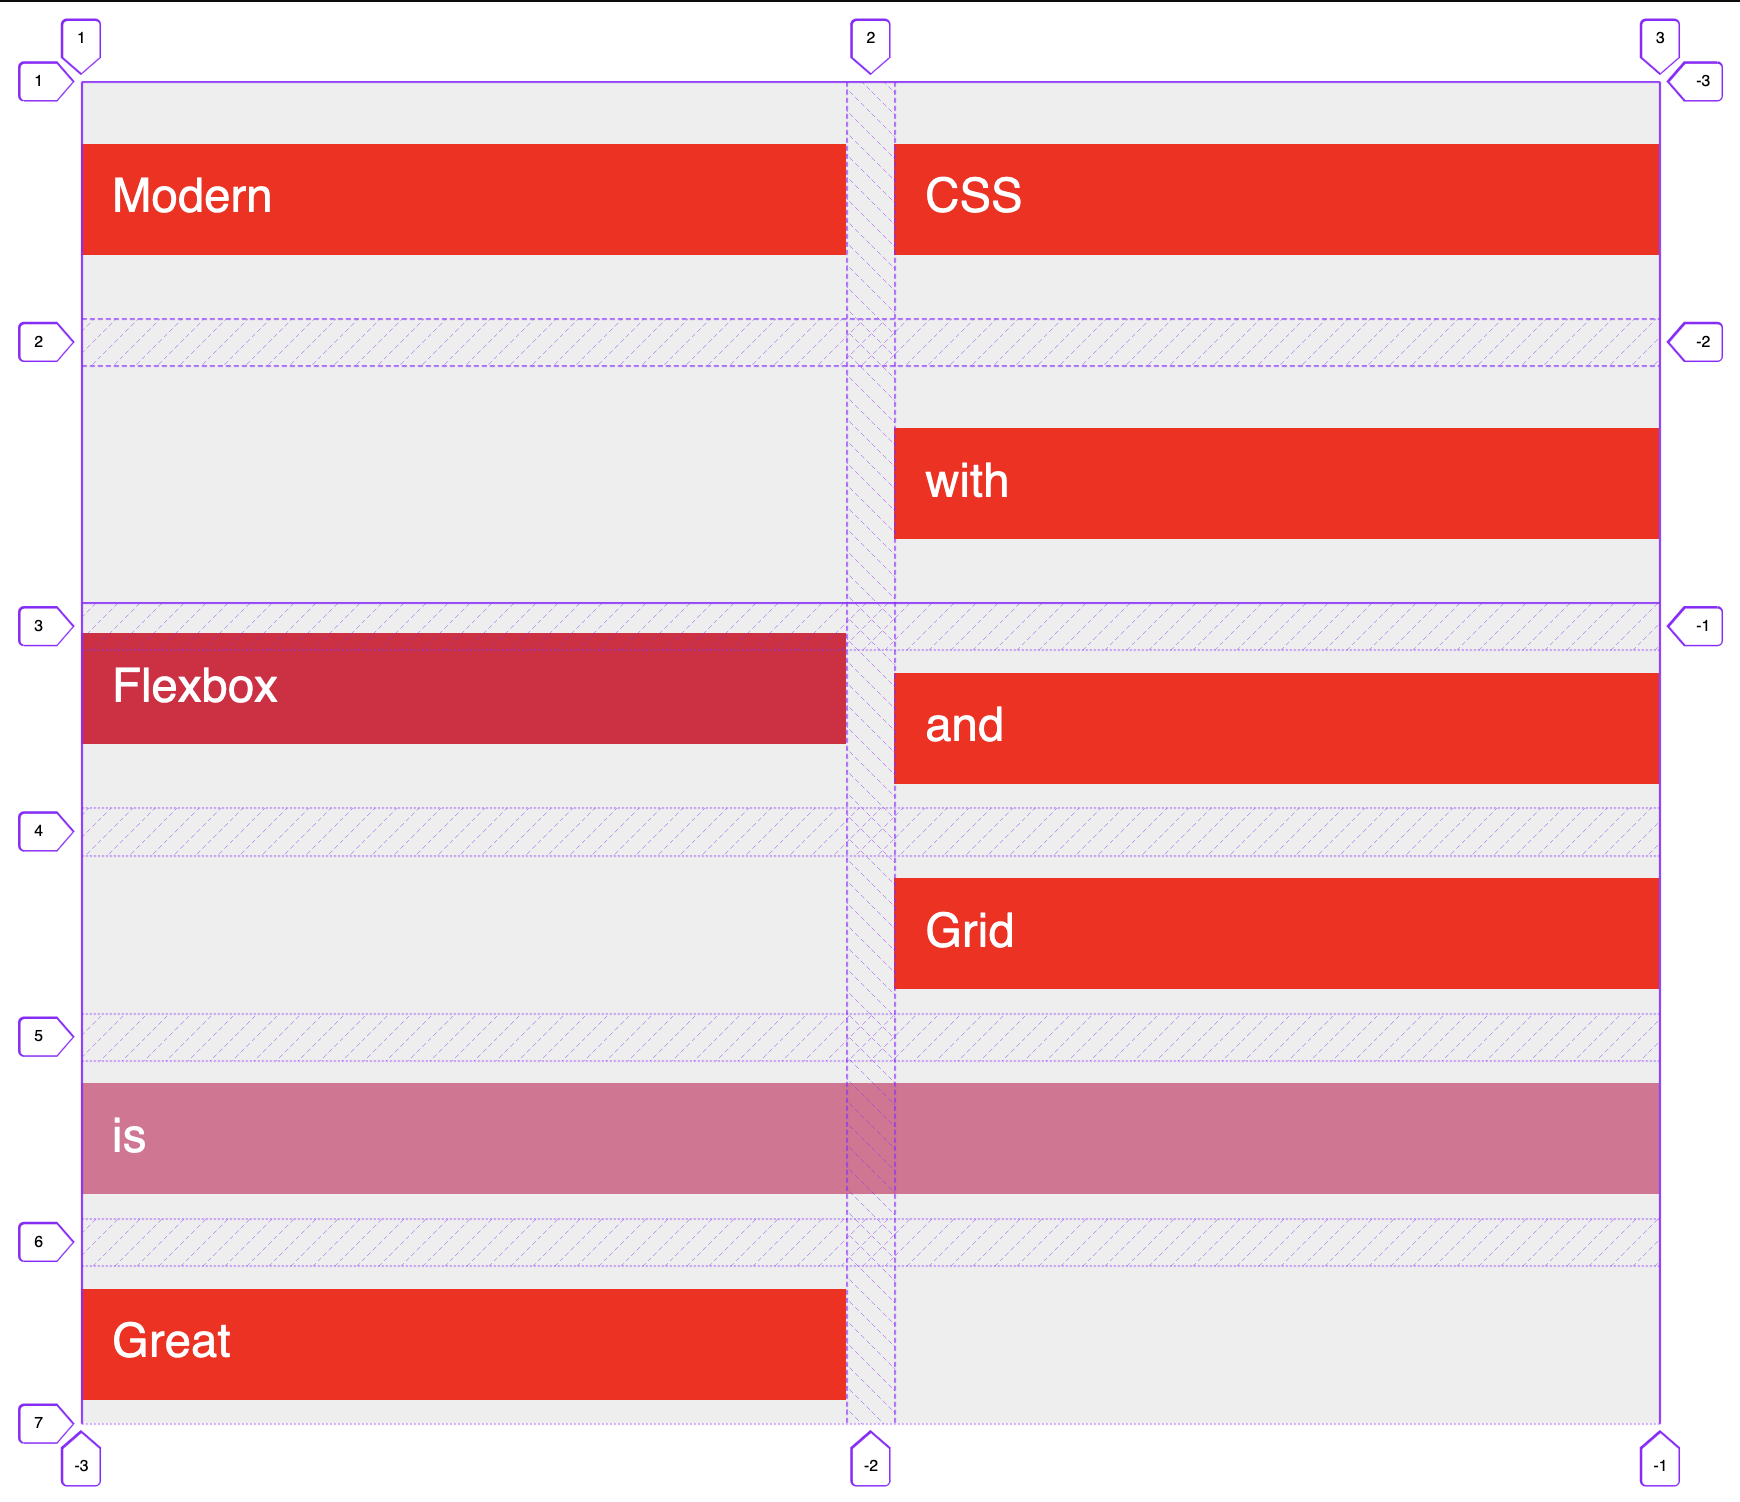 1 2 3
1 -3
Modern CSS
2 -2
with
3 -1
Flexbox
and
4
Grid
5
is
6
Great
7
-3 -2 -1